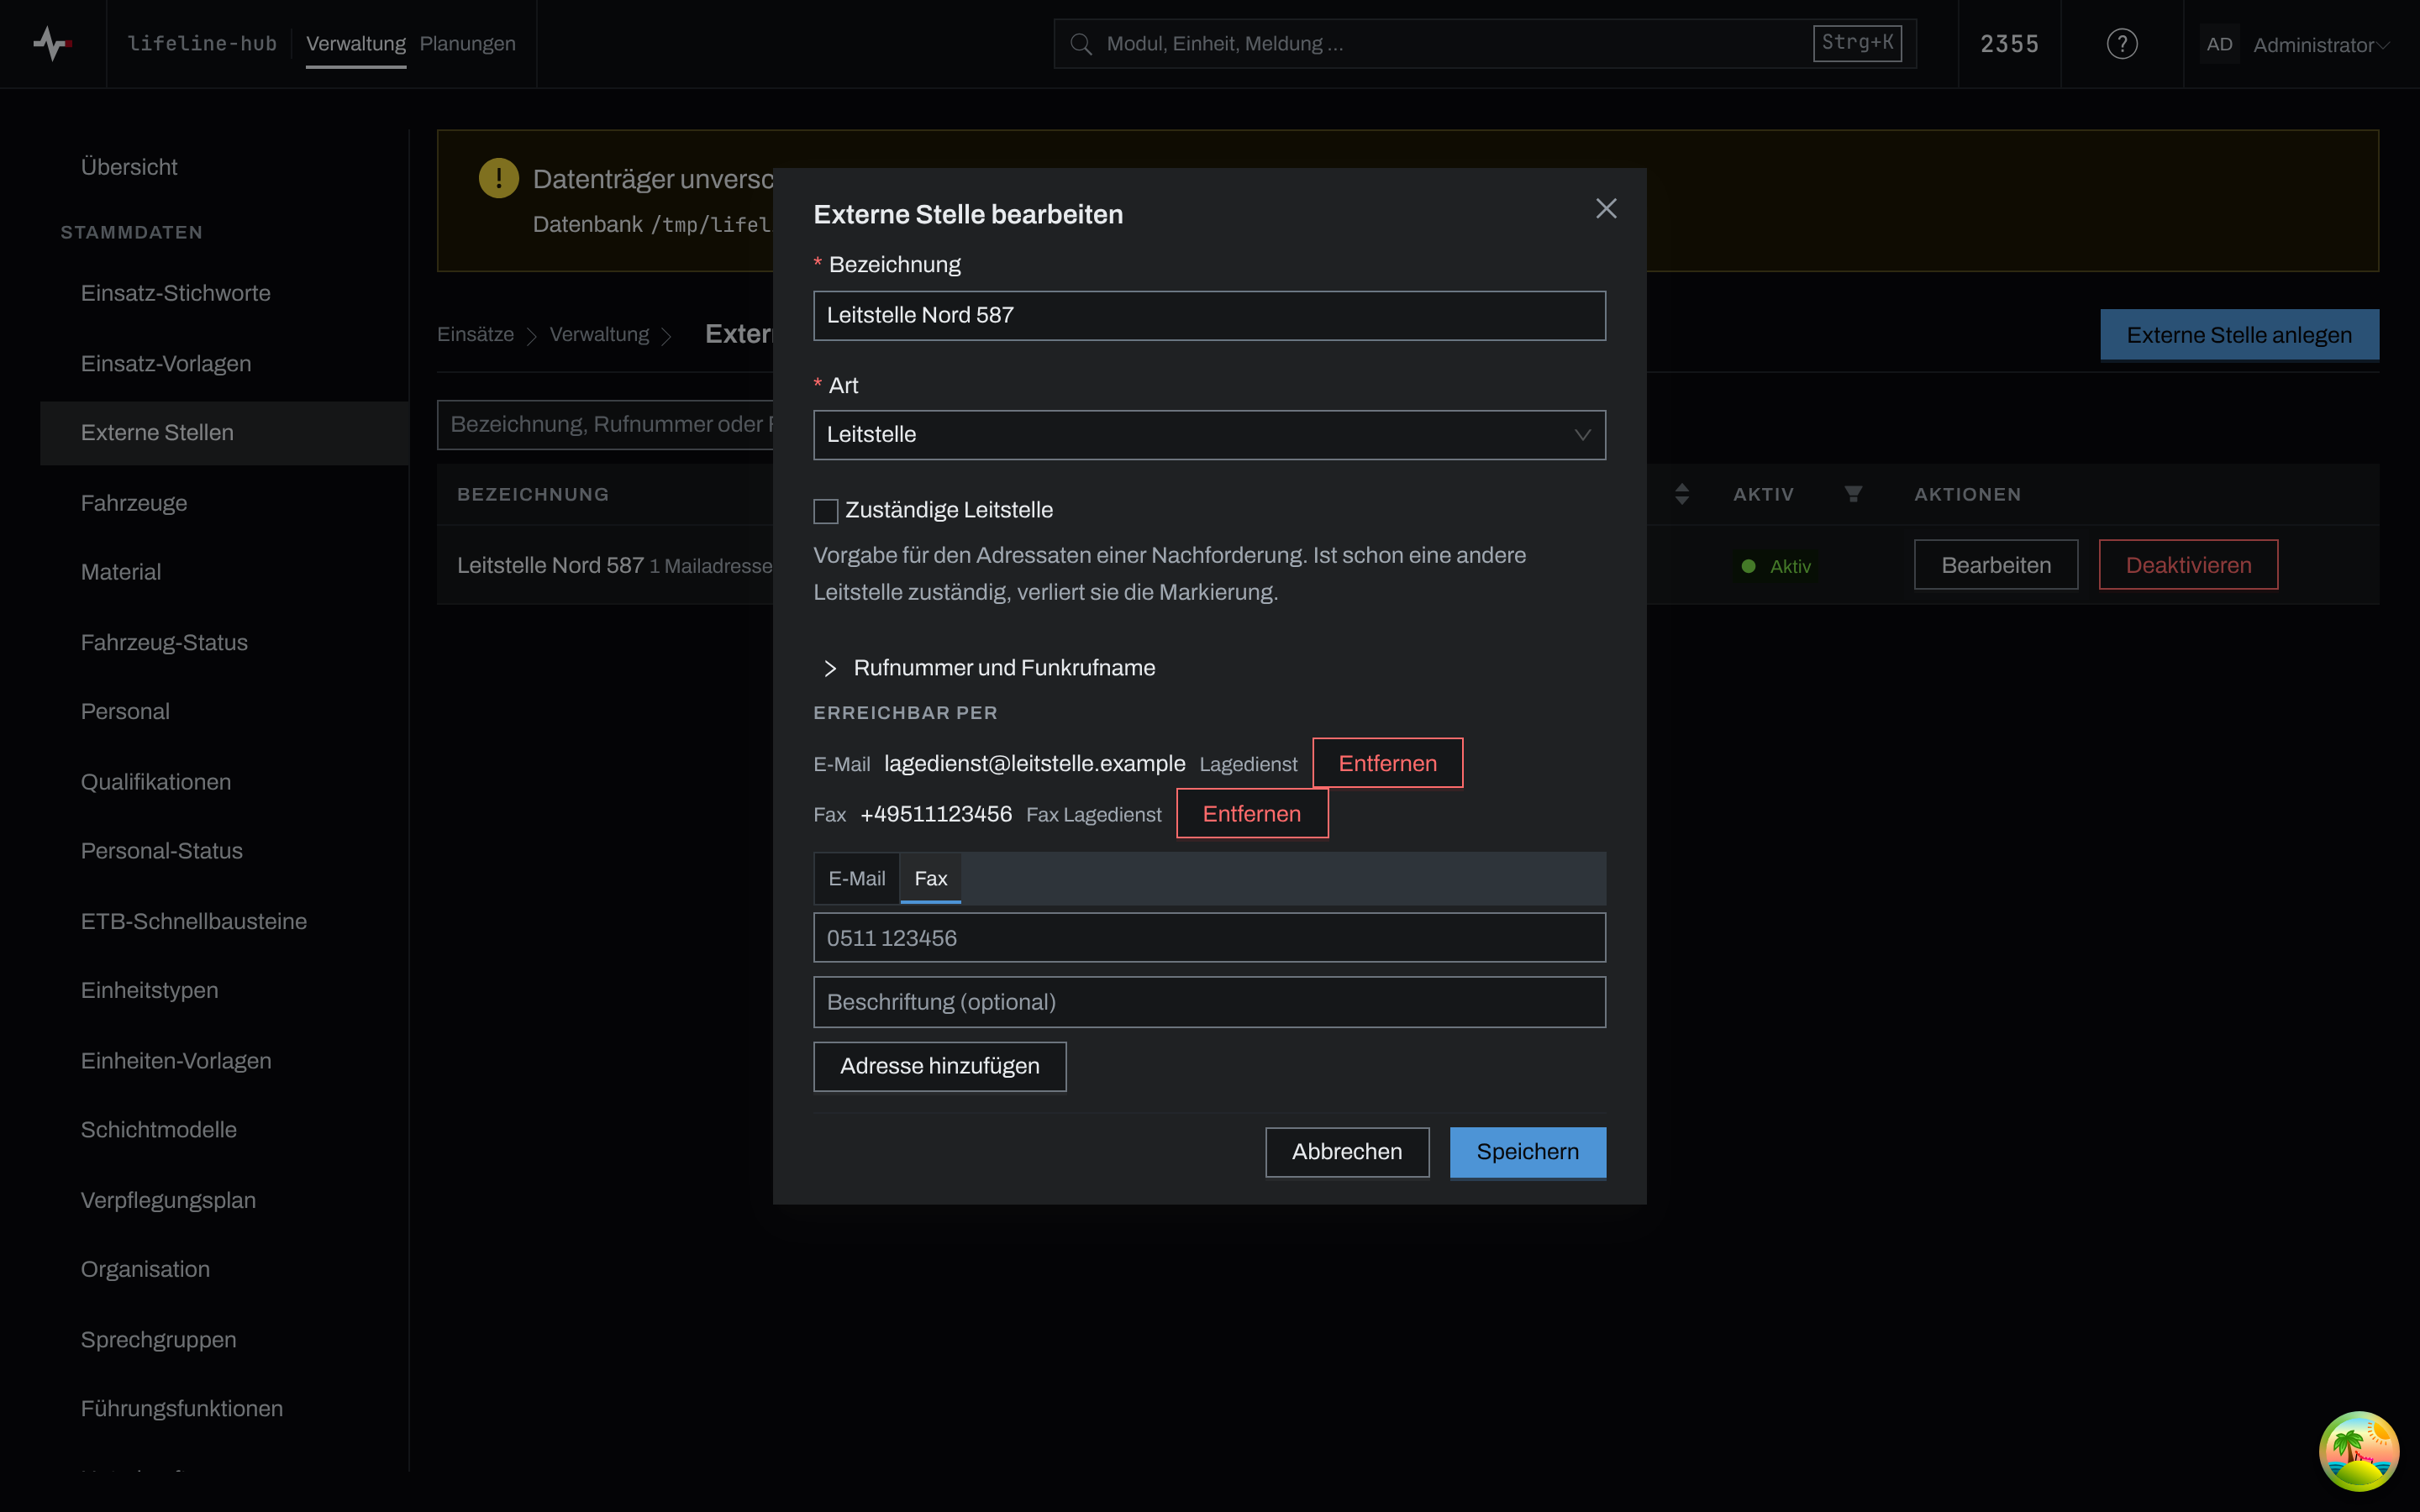 lifeline-hub Verwaltung Planungen Modul, Einheit, Meldung ... Strg+K 2355 ? AD Administrator
Übersicht
STAMMDATEN
Einsatz-Stichworte
Einsatz-Vorlagen
Externe Stellen
Fahrzeuge
Material
Fahrzeug-Status
Personal
Qualifikationen
Personal-Status
ETB-Schnellbausteine
Einheitstypen
Einheiten-Vorlagen
Schichtmodelle
Verpflegungsplan
Organisation
Sprechgruppen
Führungsfunktionen
Datenträger
Datenbank
Einsätze Verwaltung
Externe Stelle anlegen
Bezeichnung, Rufnummer oder
BEZEICHNUNG AKTIV AKTIONEN
Leitstelle Nord 587 1 Mailadresse Aktiv Bearbeiten Deaktivieren
Externe Stelle bearbeiten
* Bezeichnung
Leitstelle Nord 587
* Art
Leitstelle
Zuständige Leitstelle
Vorgabe für den Adressaten einer Nachforderung. Ist schon eine andere
Leitstelle zuständig, verliert sie die Markierung.
Rufnummer und Funkrufname
ERREICHBAR PER
E-Mail lagedienst@leitstelle.example Lagedienst Entfernen
Fax +49511123456 Fax Lagedienst Entfernen
E-Mail Fax
0511 123456
Beschriftung (optional)
Adresse hinzufügen
Abbrechen Speichern